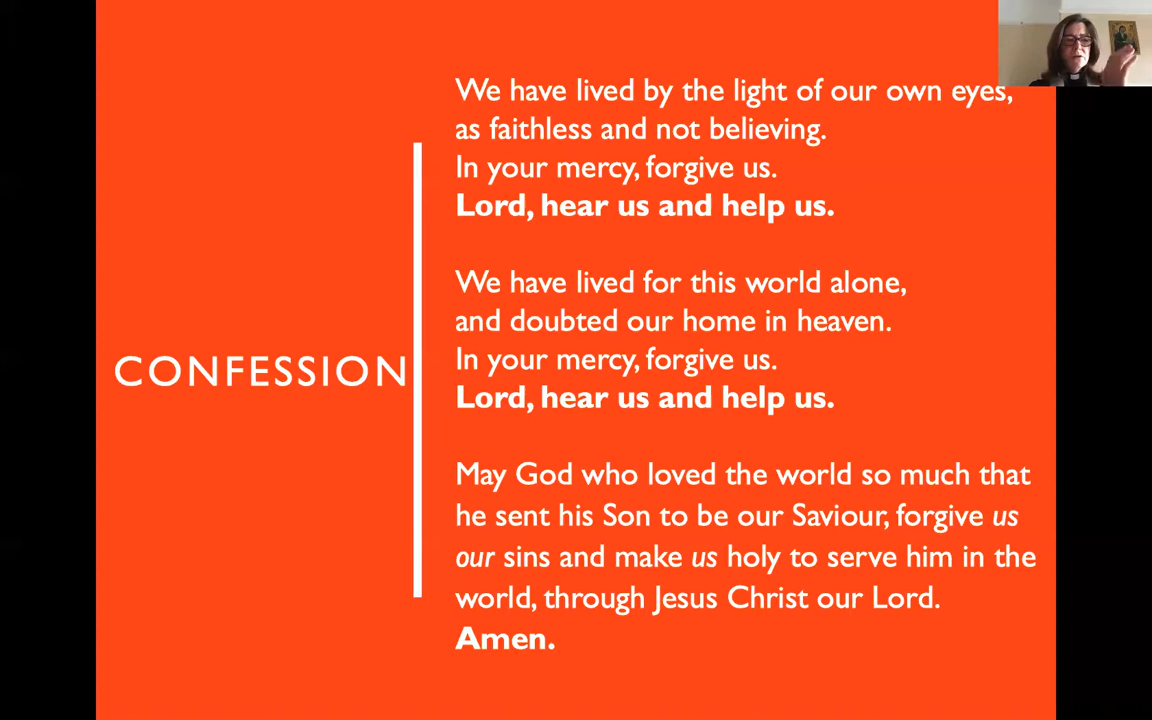 CONFESSION
We have lived by the light of our own eyes,
as faithless and not believing.
In your mercy, forgive us.
Lord, hear us and help us.
We have lived for this world alone,
and doubted our home in heaven.
In your mercy, forgive us.
Lord, hear us and help us.
May God who loved the world so much that
he sent his Son to be our Saviour, forgive us
our sins and make us holy to serve him in the
world, through Jesus Christ our Lord.
Amen.